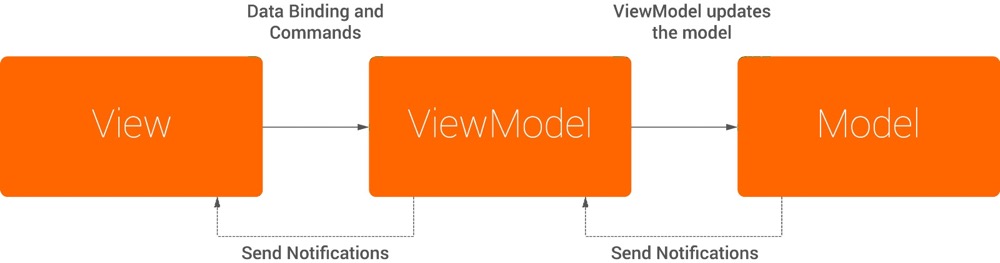 Data Binding and
Commands
ViewModel updates
the model
View
ViewModel
Model
Send Notifications
Send Notifications